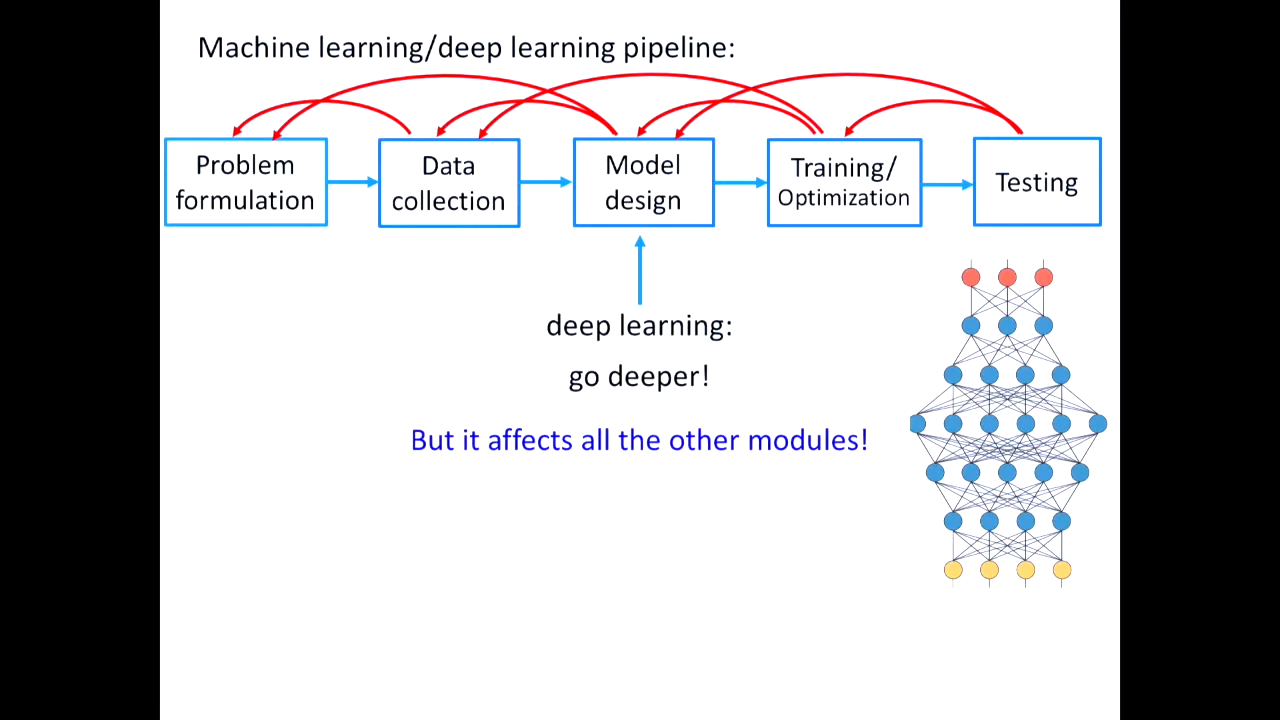 Machine learning/deep learning pipeline:
Problem
formulation
Data
collection
Model
design
Training/
Optimization
Testing
deep learning:
go deeper!
But it affects all the other modules!